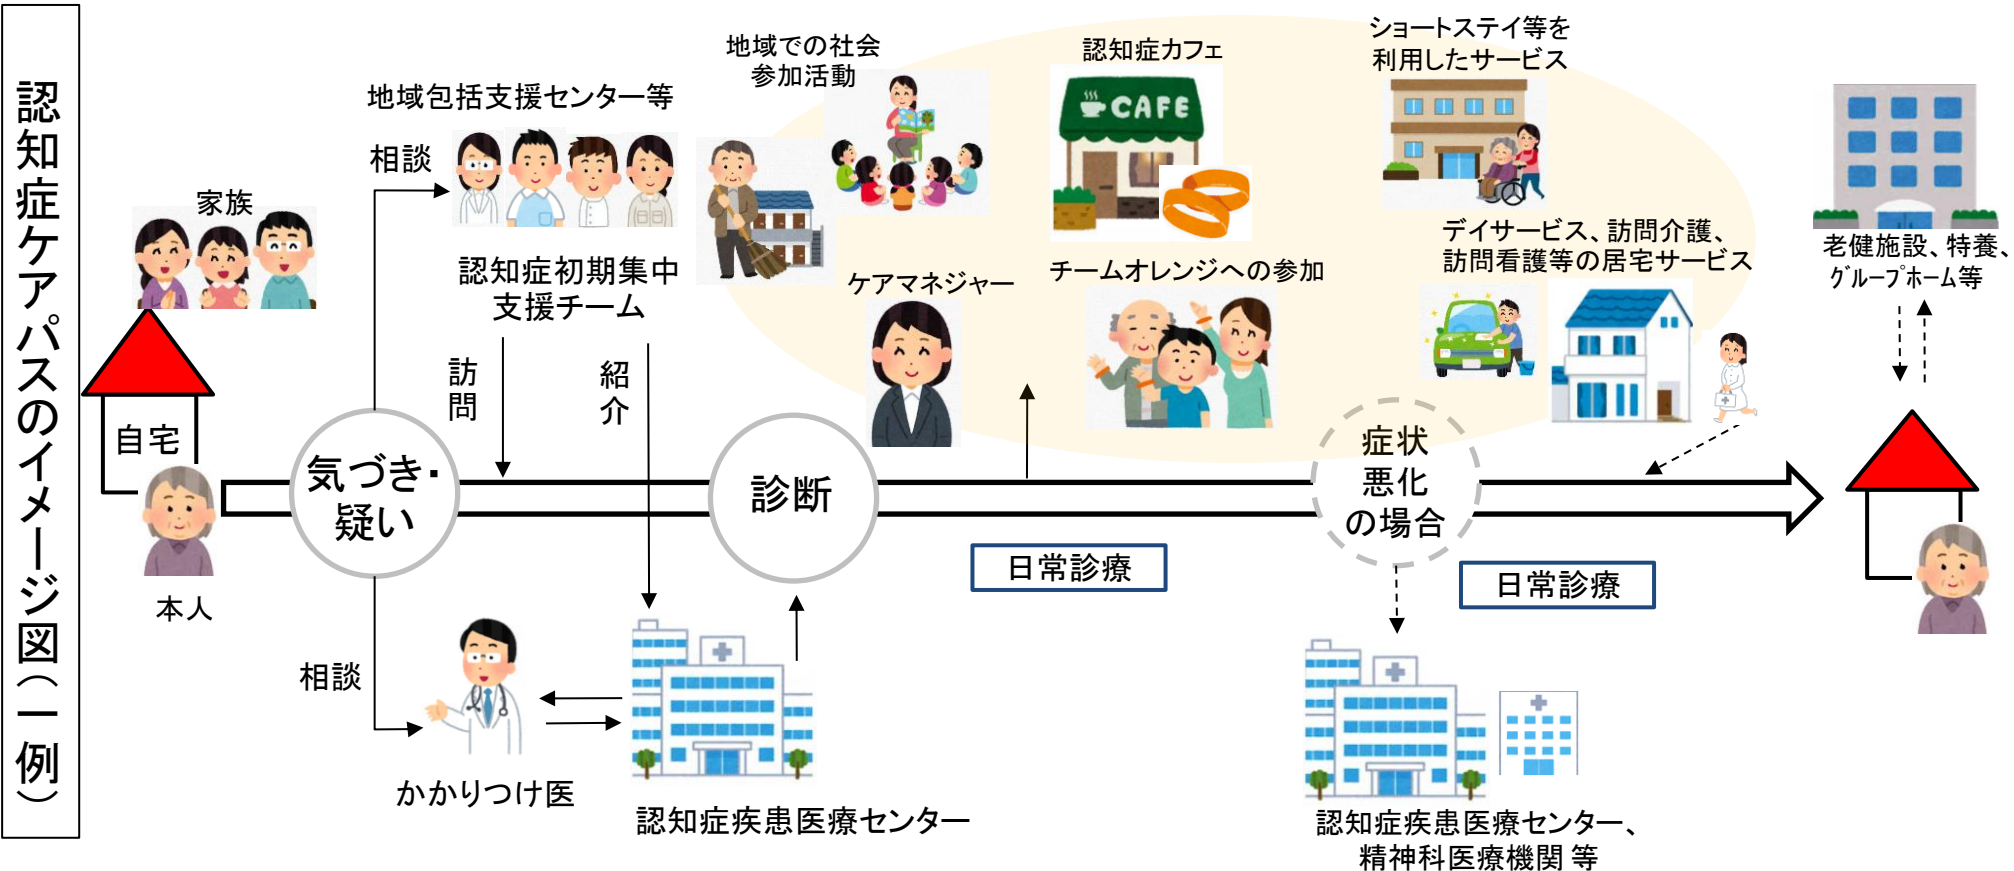 認知症ケアパスのイメージ図（一例）
家族
自宅
本人
気づき・
疑い
相談
地域包括支援センター等
認知症初期集中
支援チーム
訪問
紹介
相談
かかりつけ医
認知症疾患医療センター
診断
地域での社会
参加活動
ケアマネジャー
認知症カフェ
CAFE
チームオレンジへの参加
ショートステイ等を
利用したサービス
デイサービス、訪問介護、
訪問看護等の居宅サービス
日常診療
症状
悪化
の場合
日常診療
認知症疾患医療センター、
精神科医療機関 等
老健施設、特養、
ｸﾞﾙｰﾌﾟﾎｰﾑ等